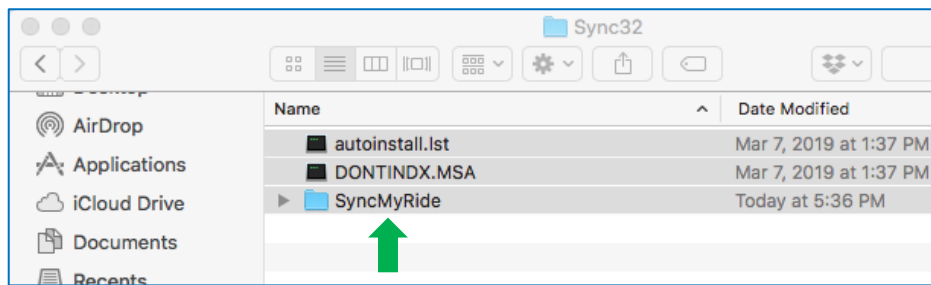 Sync32
Name
Date Modified
AirDrop
autoinstall.lst
Mar 7, 2019 at 1:37 PM
Applications
DONTINDX.MSA
Mar 7, 2019 at 1:37 PM
iCloud Drive
SyncMyRide
Today at 5:36 PM
Documents
Recents